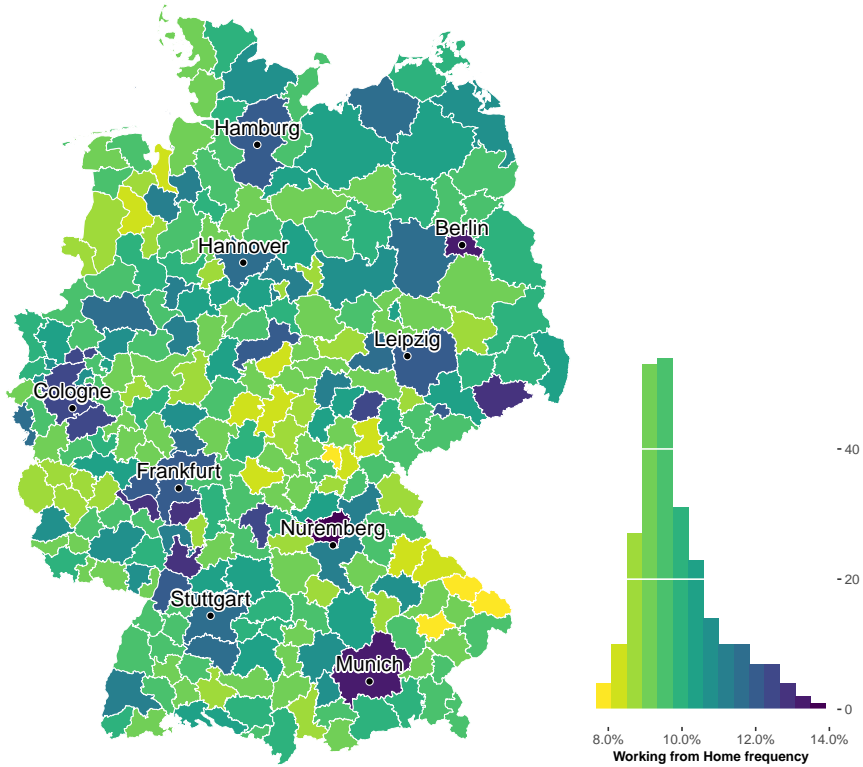 Hamburg
Berlin
Hannover
Leipzig
Cologne
Frankfurt
Nuremberg
Stuttgart
Munich
40
20
0
8.0% 10.0% 12.0% 14.0%
Working from Home frequency